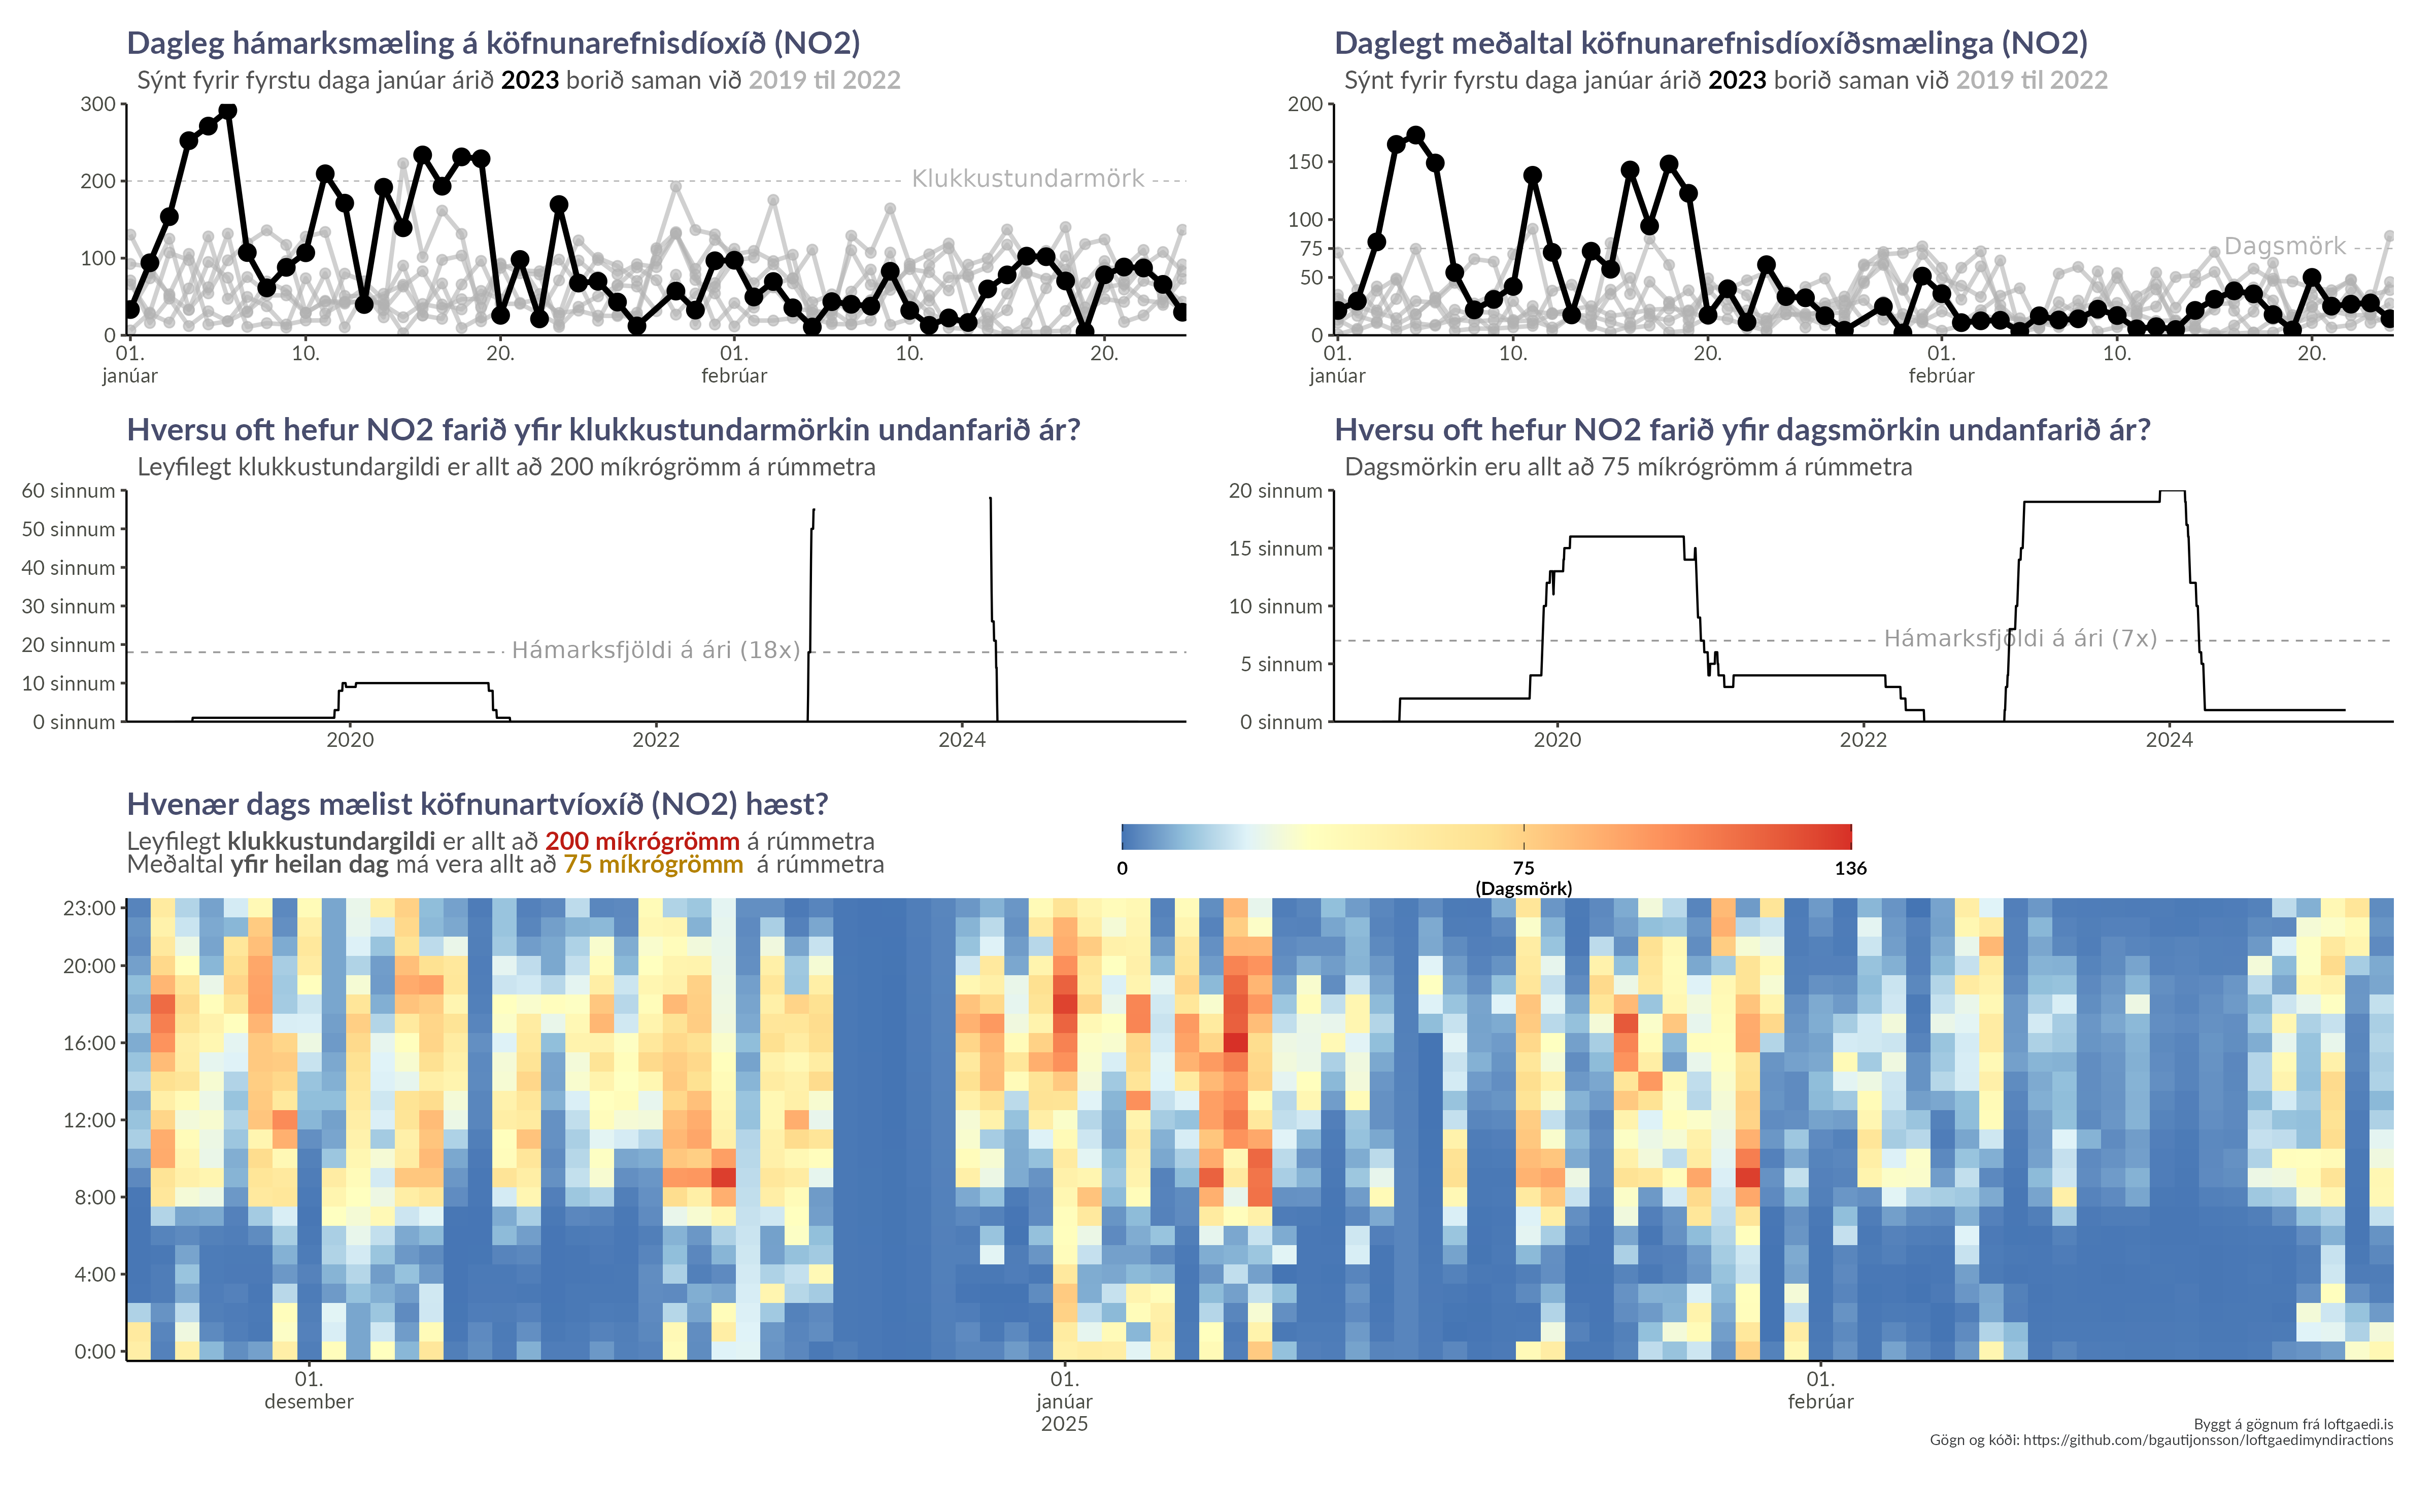 Dagleg hámarksmæling á köfnunarefnisdíoxíð (NO2)
Sýnt fyrir fyrstu daga janúar árið 2023 borið saman við 2019 til 2022
300
200
100
0
Klukkustundarmörk
01. 10. 20. 01. 10. 20.
janúar febrúar
Daglegt meðaltal köfnunarefnisdíoxíðsmælinga (NO2)
Sýnt fyrir fyrstu daga janúar árið 2023 borið saman við 2019 til 2022
200
150
100
75
50
0
Dagsmörk
01. 10. 20. 01. 10. 20.
janúar febrúar
Hversu oft hefur NO2 farið yfir klukkustundarmörkin undanfarið ár?
Leyfilegt klukkustundargildi er allt að 200 míkrógrömm á rúmmetra
60 sinnum
50 sinnum
40 sinnum
30 sinnum
20 sinnum
10 sinnum
0 sinnum
Hámarksfjöldi á ári (18x)
2020 2022 2024
Hversu oft hefur NO2 farið yfir dagsmörkin undanfarið ár?
Dagsmörkin eru allt að 75 míkrógrömm á rúmmetra
20 sinnum
15 sinnum
10 sinnum
5 sinnum
0 sinnum
Hámarksfjöldi á ári (7x)
2020 2022 2024
Hvenær dags mælist köfnunartvíoxíð (NO2) hæst?
Leyfilegt klukkustundargildi er allt að 200 míkrógrömm á rúmmetra
Meðaltal yfir heilan dag má vera allt að 75 míkrógrömm á rúmmetra
0 75 136
(Dagsmörk)
23:00
20:00
16:00
12:00
8:00
4:00
0:00
01. 01. 01.
desember janúar febrúar
2025
Byggt á gögnum frá loftgaedi.is
Gögn og kóði: https://github.com/bgautijonsson/loftgaedimyndiractions